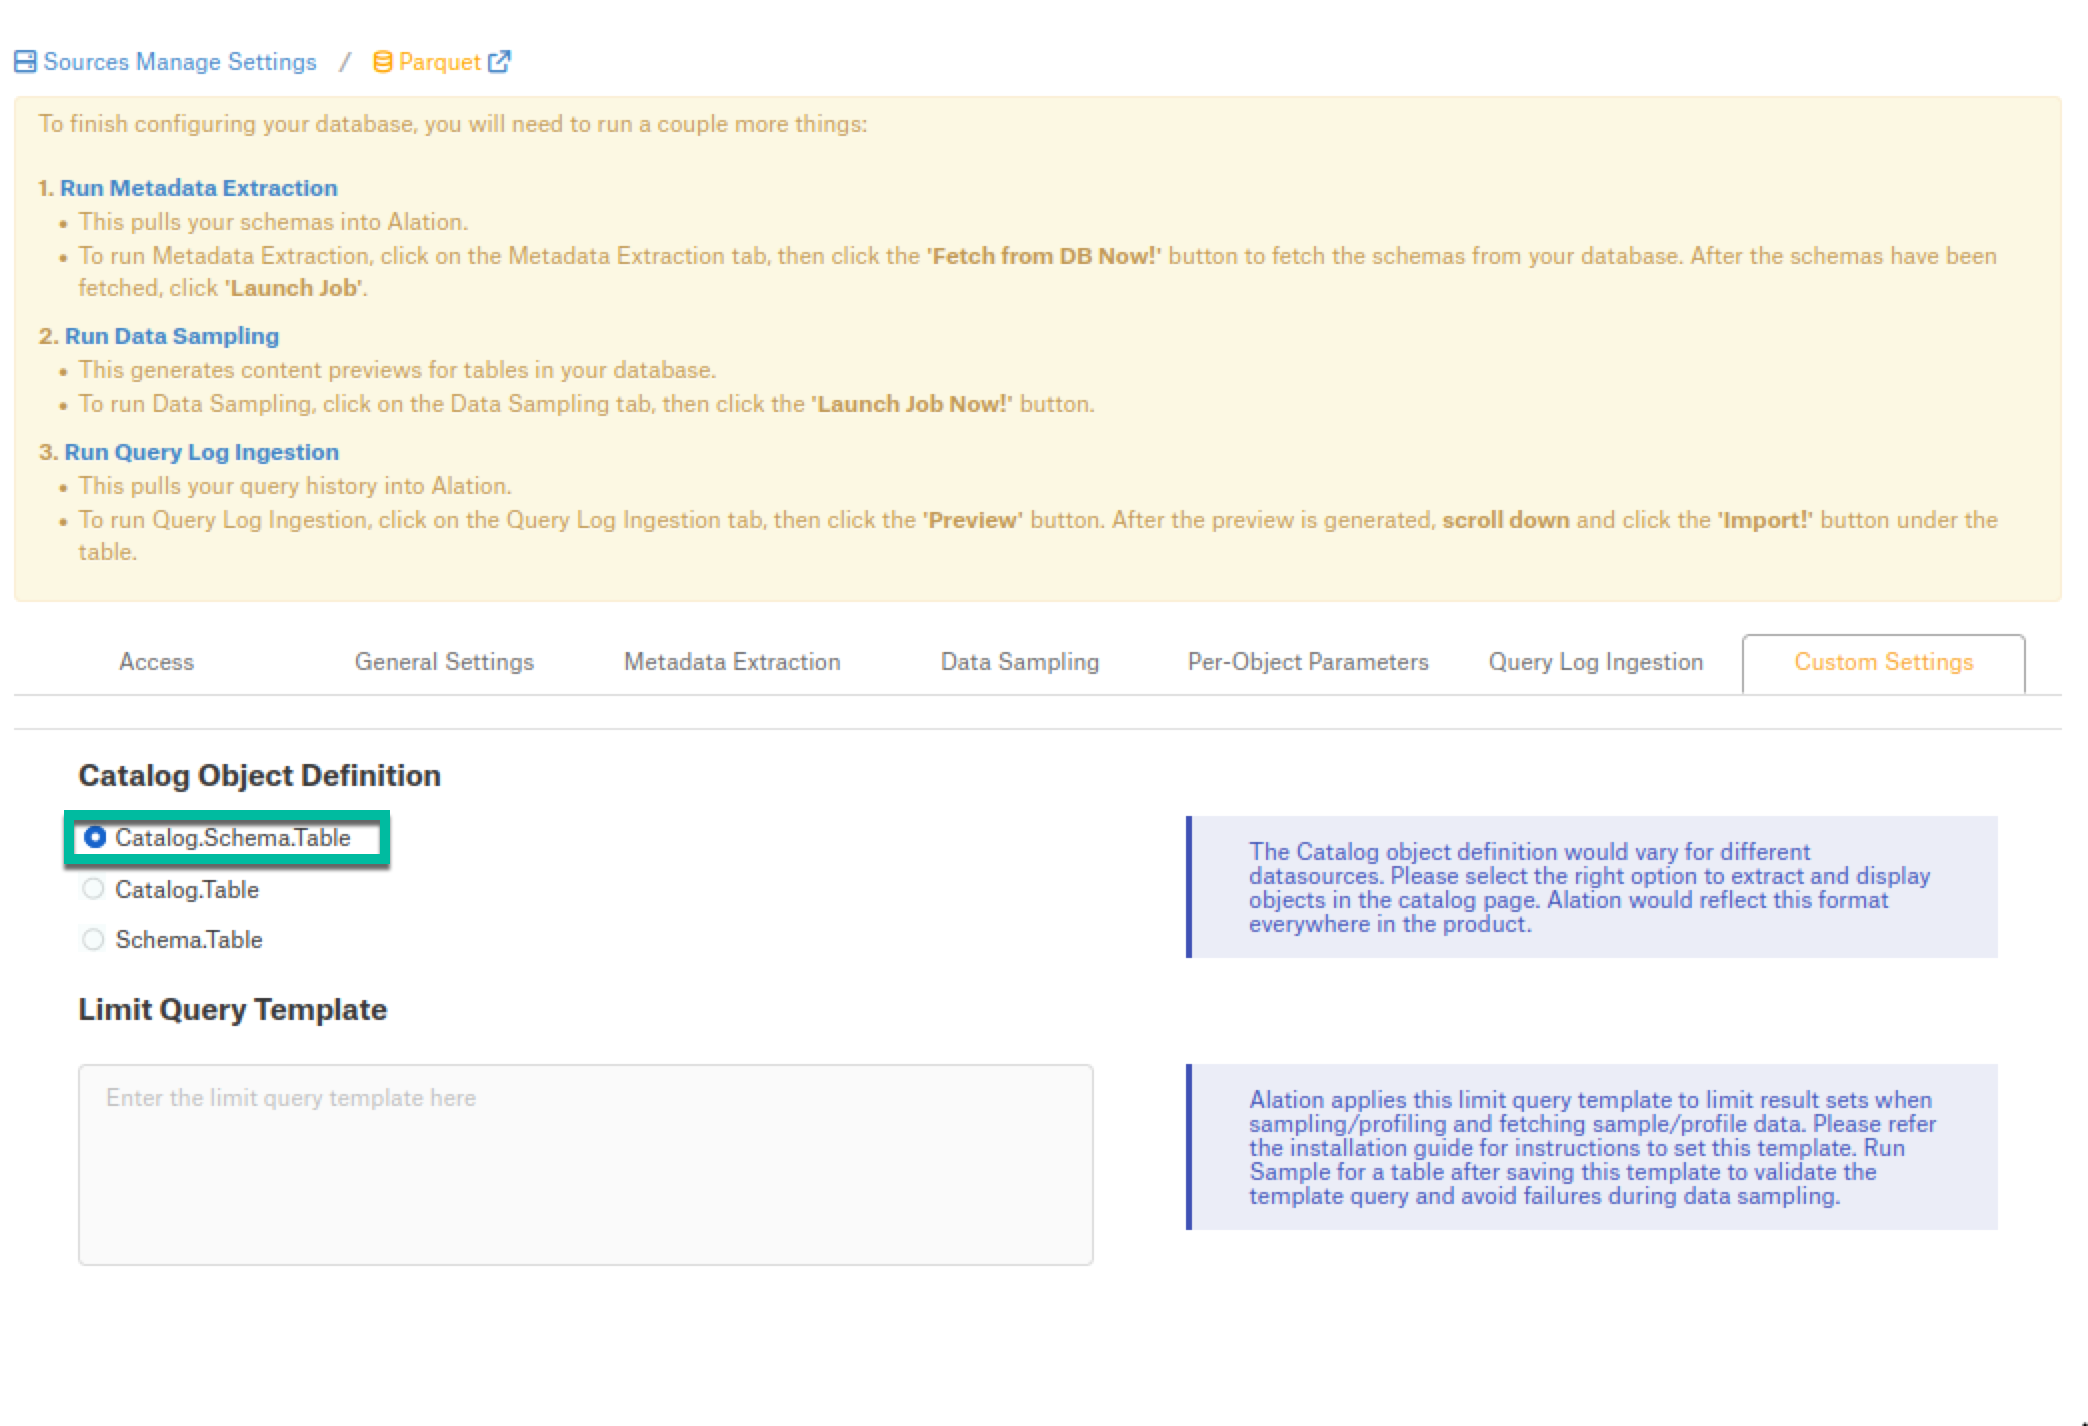 Sources Manage Settings / Parquet
To finish configuring your database, you will need to run a couple more things:
1. Run Metadata Extraction
• This pulls your schemas into Alation.
• To run Metadata Extraction, click on the Metadata Extraction tab, then click the 'Fetch from DB Now!' button to fetch the schemas from your database. After the schemas have been
fetched, click 'Launch Job'.
2. Run Data Sampling
• This generates content previews for tables in your database.
• To run Data Sampling, click on the Data Sampling tab, then click the 'Launch Job Now!' button.
3. Run Query Log Ingestion
• This pulls your query history into Alation.
• To run Query Log Ingestion, click on the Query Log Ingestion tab, then click the 'Preview' button. After the preview is generated, scroll down and click the 'Import!' button under the
table.
Access General Settings Metadata Extraction Data Sampling Per-Object Parameters Query Log Ingestion Custom Settings
Catalog Object Definition
Catalog.Schema.Table
Catalog.Table
Schema.Table
The Catalog object definition would vary for different
datasources. Please select the right option to extract and display
objects in the catalog page. Alation would reflect this format
everywhere in the product.
Limit Query Template
Enter the limit query template here
Alation applies this limit query template to limit result sets when
sampling/profiling and fetching sample/profile data. Please refer
the installation guide for instructions to set this template. Run
Sample for a table after saving this template to validate the
template query and avoid failures during data sampling.